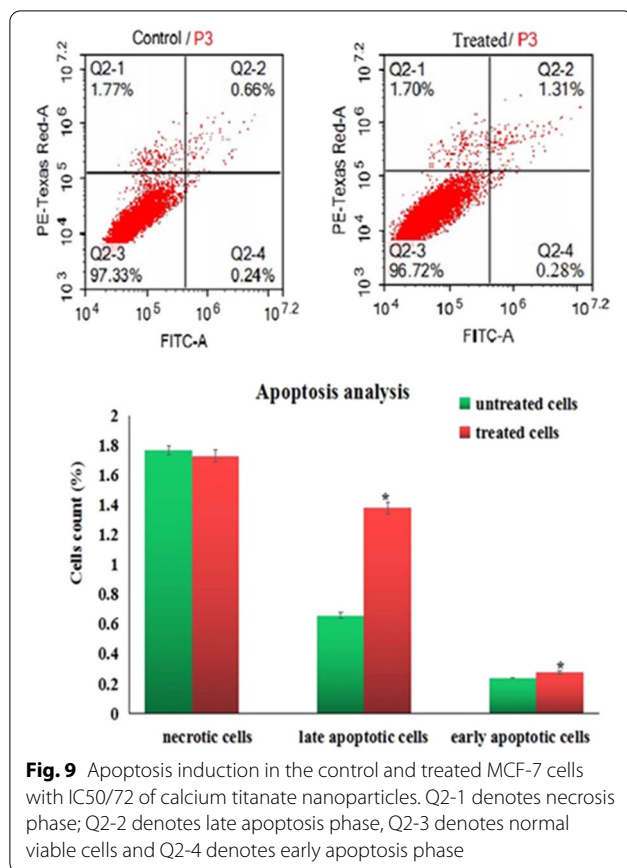 Control / P3
Treated/ P3
10^7.2
Q2-1
1.77%
Q2-2
0.66%
10^6
PE-Texas Red-A
10^5
10^4
Q2-3
97.33%
Q2-4
0.24%
10^3
10^4 10^5 10^6 10^7.2
FITC-A
10^7.2
Q2-1
1.70%
Q2-2
1.31%
10^6
PE-Texas Red-A
10^5
10^4
Q2-3
96.72%
Q2-4
0.28%
10^3
10^4 10^5 10^6 10^7.2
FITC-A
Apoptosis analysis
untreated cells
treated cells
Cells count (%)
2
1.8
1.6
1.4
1.2
1
0.8
0.6
0.4
0.2
0
*
*
necrotic cells late apoptotic cells early apoptotic cells
Fig. 9 Apoptosis induction in the control and treated MCF-7 cells
with IC50/72 of calcium titanate nanoparticles. Q2-1 denotes necrosis
phase; Q2-2 denotes late apoptosis phase, Q2-3 denotes normal
viable cells and Q2-4 denotes early apoptosis phase